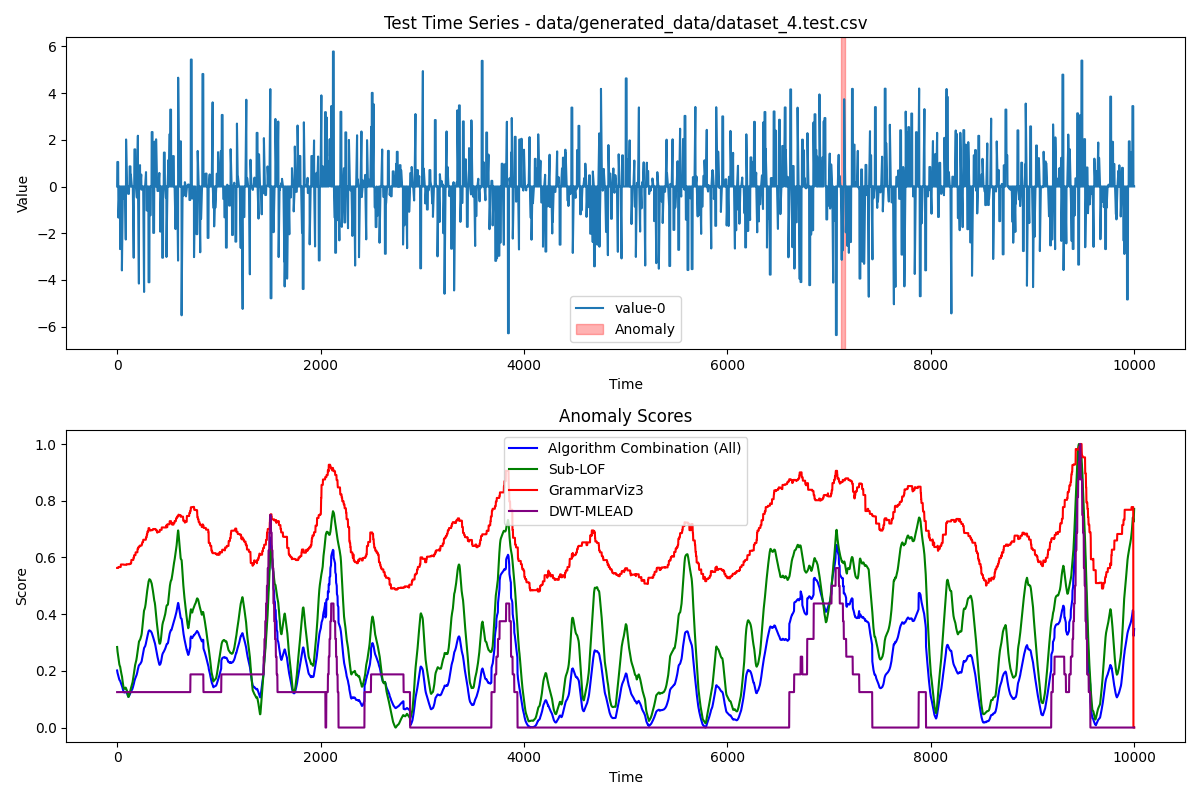 Test Time Series - data/generated_data/dataset_4.test.csv
6
4
2
0
−2
−4
−6
Value
value-0
Anomaly
0 2000 4000 6000 8000 10000
Time
Anomaly Scores
1.0
0.8
0.6
0.4
0.2
0.0
Score
Algorithm Combination (All)
Sub-LOF
GrammarViz3
DWT-MLEAD
0 2000 4000 6000 8000 10000
Time